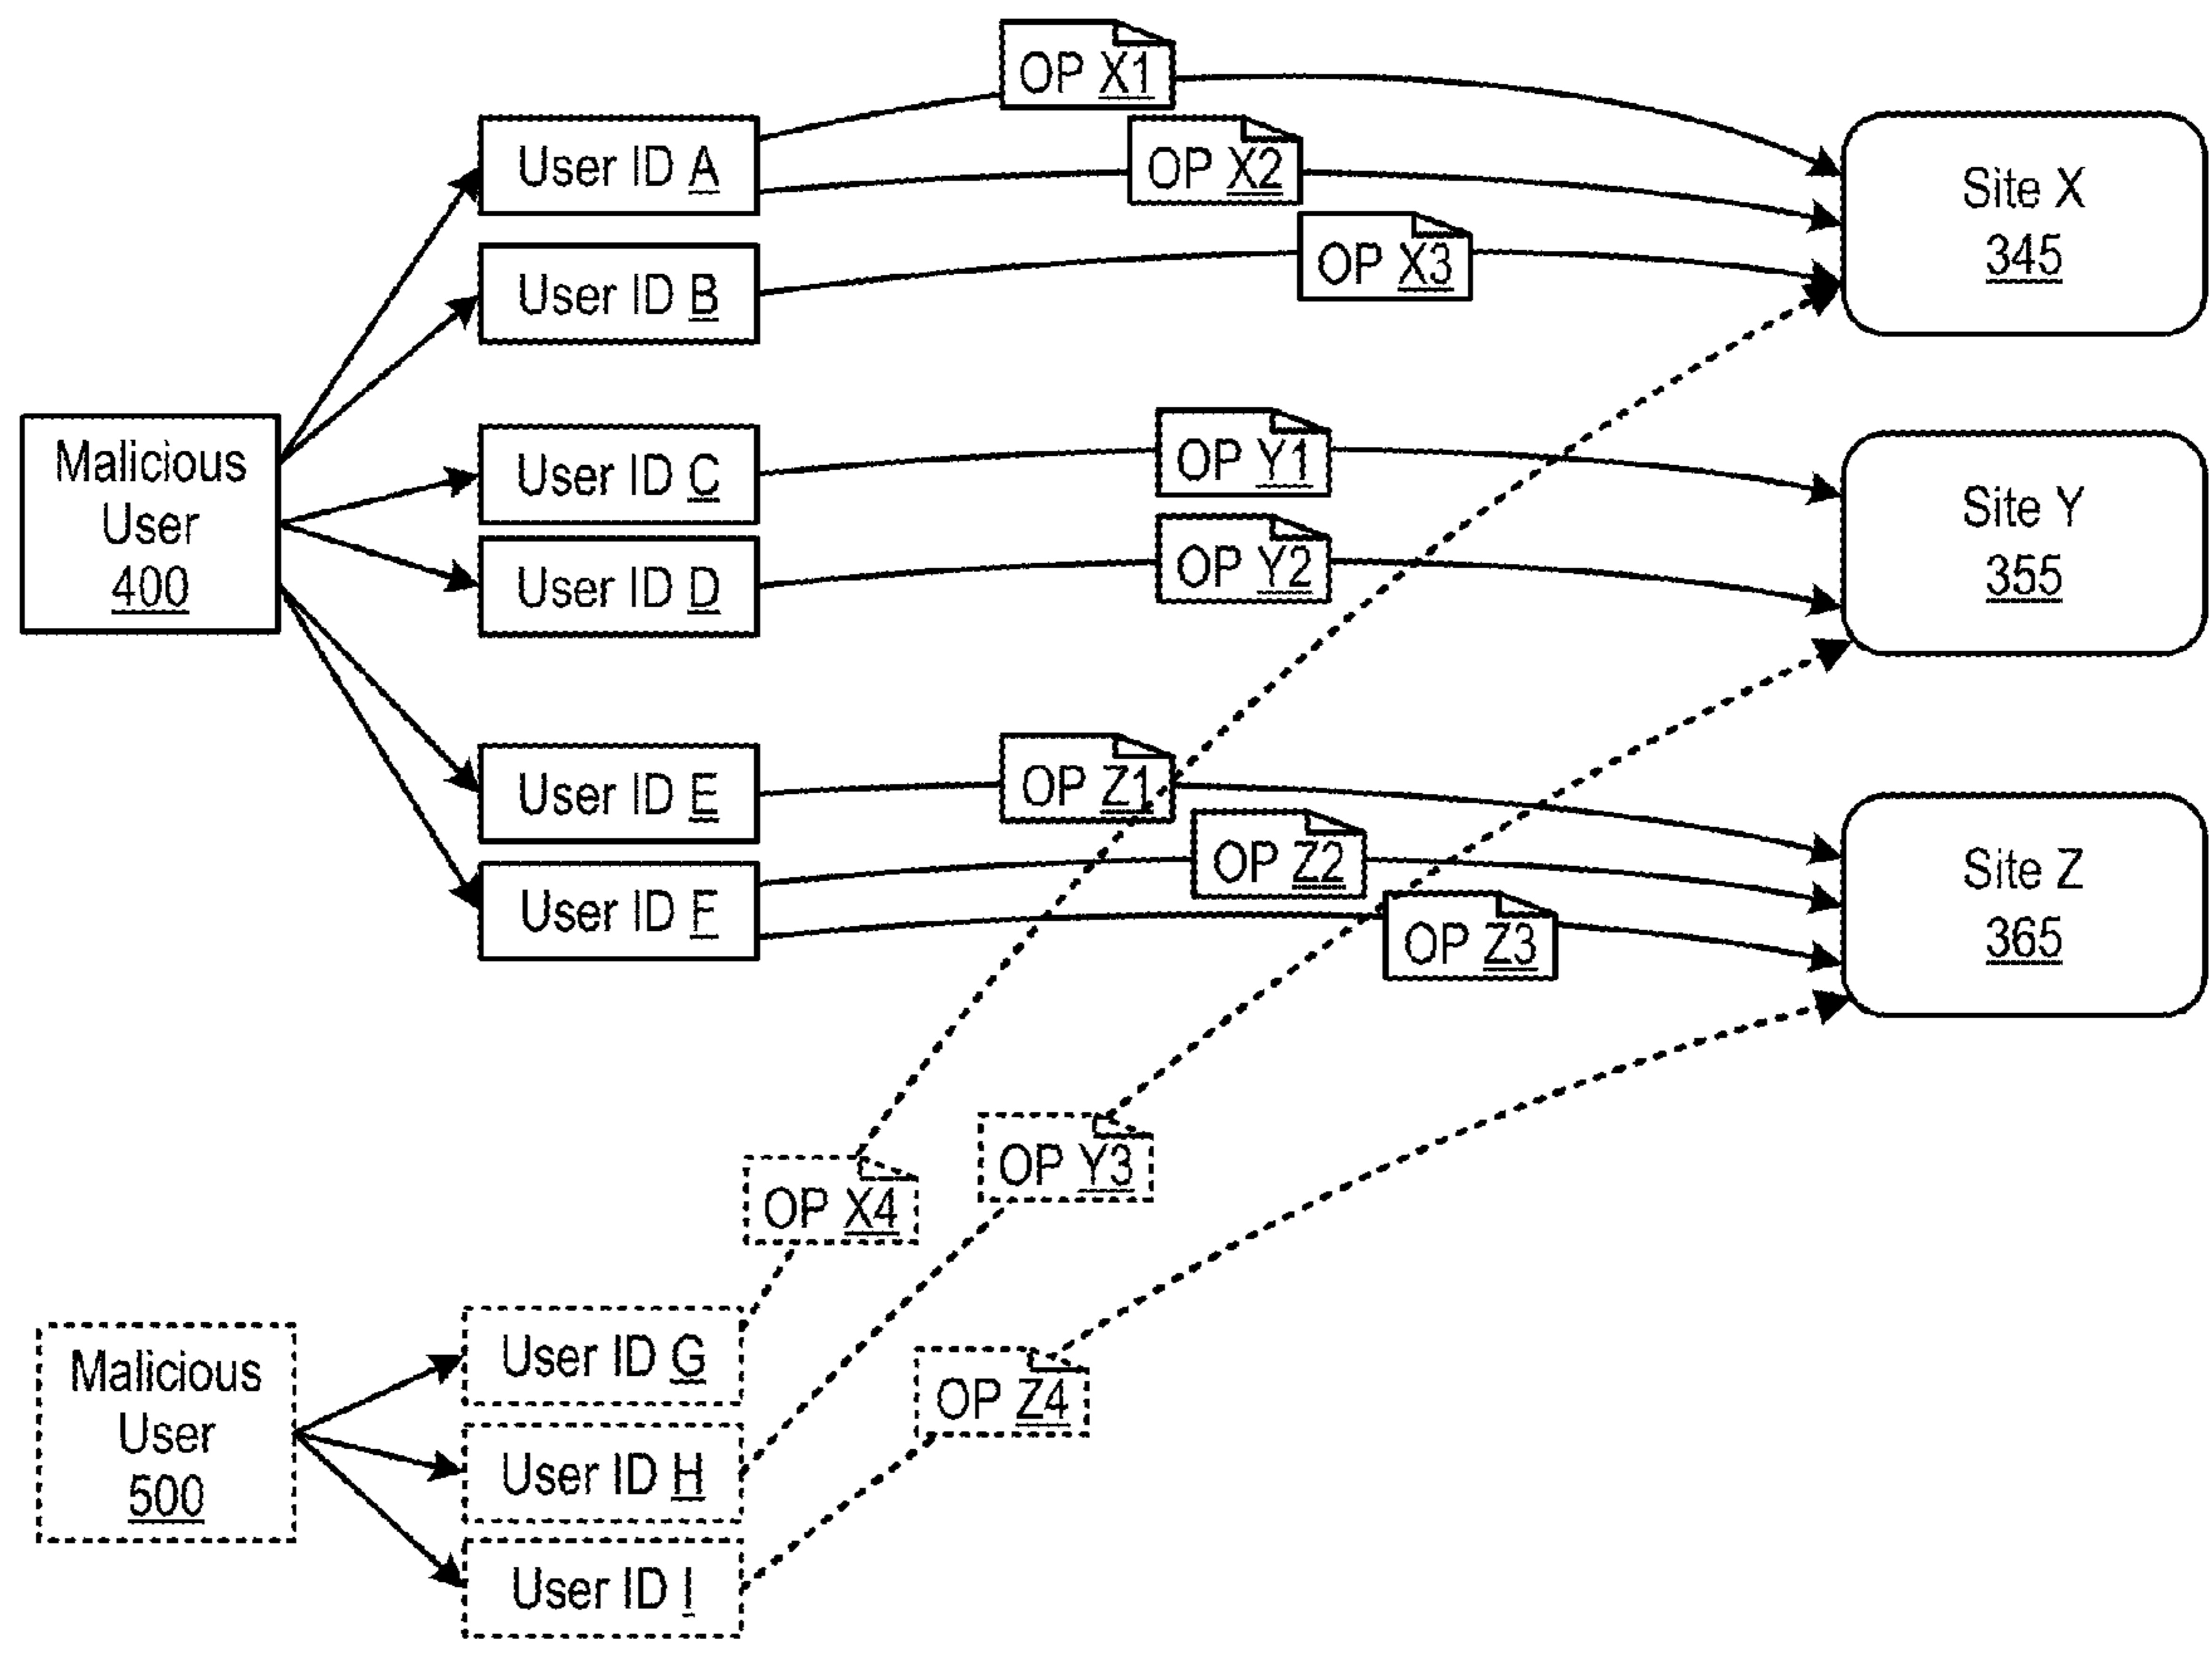 OP X1
User ID A
OP X2
Site X
345
User ID B
OP X3
Malicious
User
400
User ID C
OP Y1
Site Y
355
User ID D
OP Y2
User ID E
OP Z1
User ID F
OP Z2
OP Z3
Site Z
365
OP X4
OP Y3
Malicious
User
500
User ID G
OP Z4
User ID H
User ID I